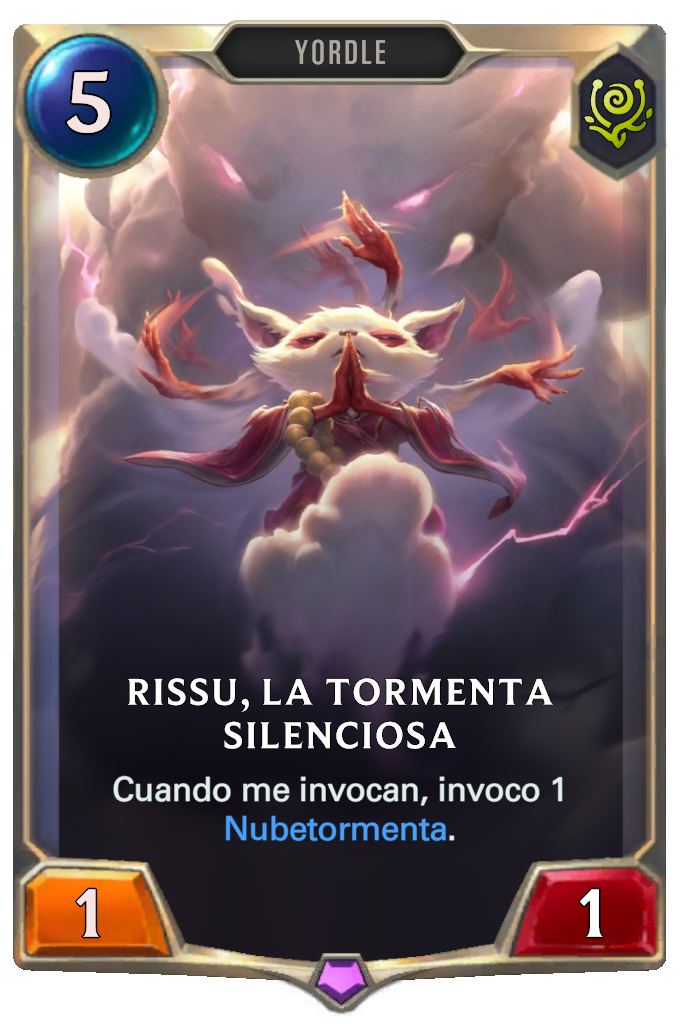 YORDLE
5
RISSU, LA TORMENTA
SILENCIOSA
Cuando me invocan, invoco 1
Nubetormenta.
1
1